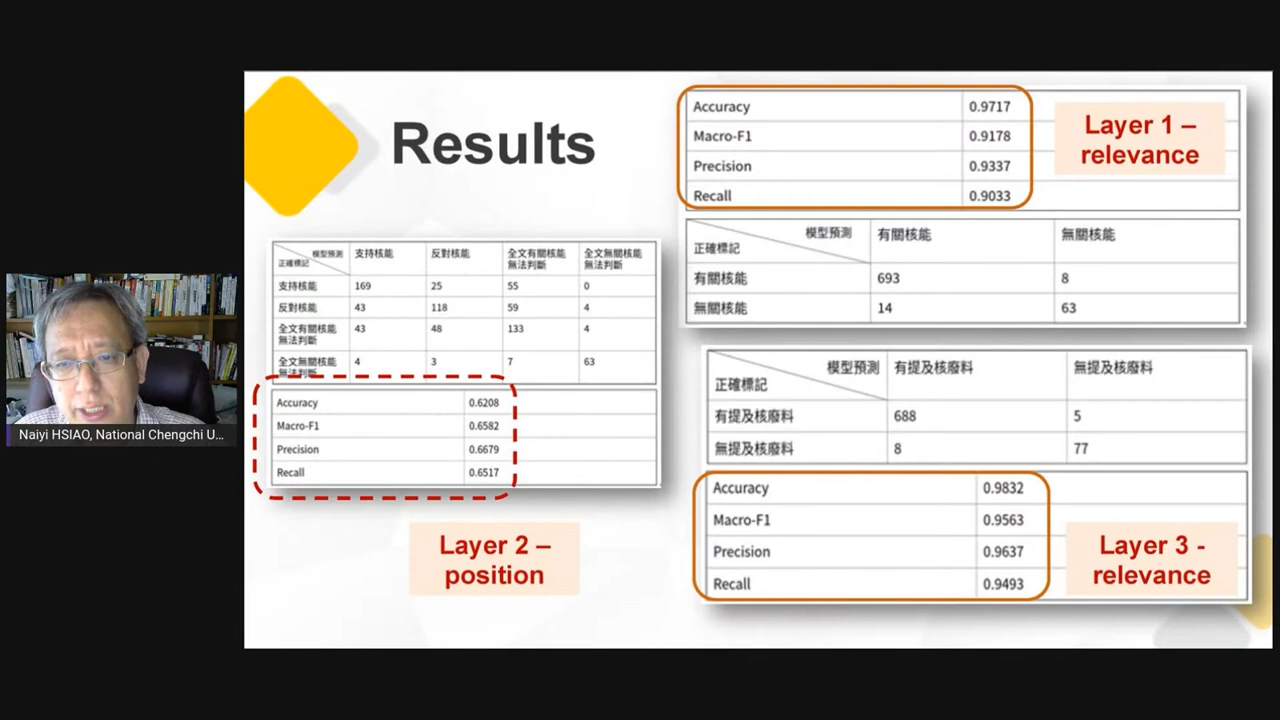 Results
Accuracy 0.9717
Macro-F1 0.9178
Precision 0.9337
Recall 0.9033
Layer 1 –
relevance
模型預測 有關核能 無關核能
正確標記
有關核能 693 8
無關核能 14 63
模型預測 支持核能 反對核能 全文有關核能 全文無關核能
正確標記 無法判斷 無法判斷
支持核能 169 25 55 0
反對核能 43 118 59 4
全文有關核能 43 48 133 4
無法判斷
全文無關核能 4 3 7 63
無法判斷
Accuracy 0.6208
Macro-F1 0.6582
Precision 0.6679
Recall 0.6517
Layer 2 –
position
模型預測 有提及核廢料 無提及核廢料
正確標記
有提及核廢料 688 5
無提及核廢料 8 77
Accuracy 0.9832
Macro-F1 0.9563
Precision 0.9637
Recall 0.9493
Layer 3 -
relevance
Naiyi HSIAO, National Chengchi U...